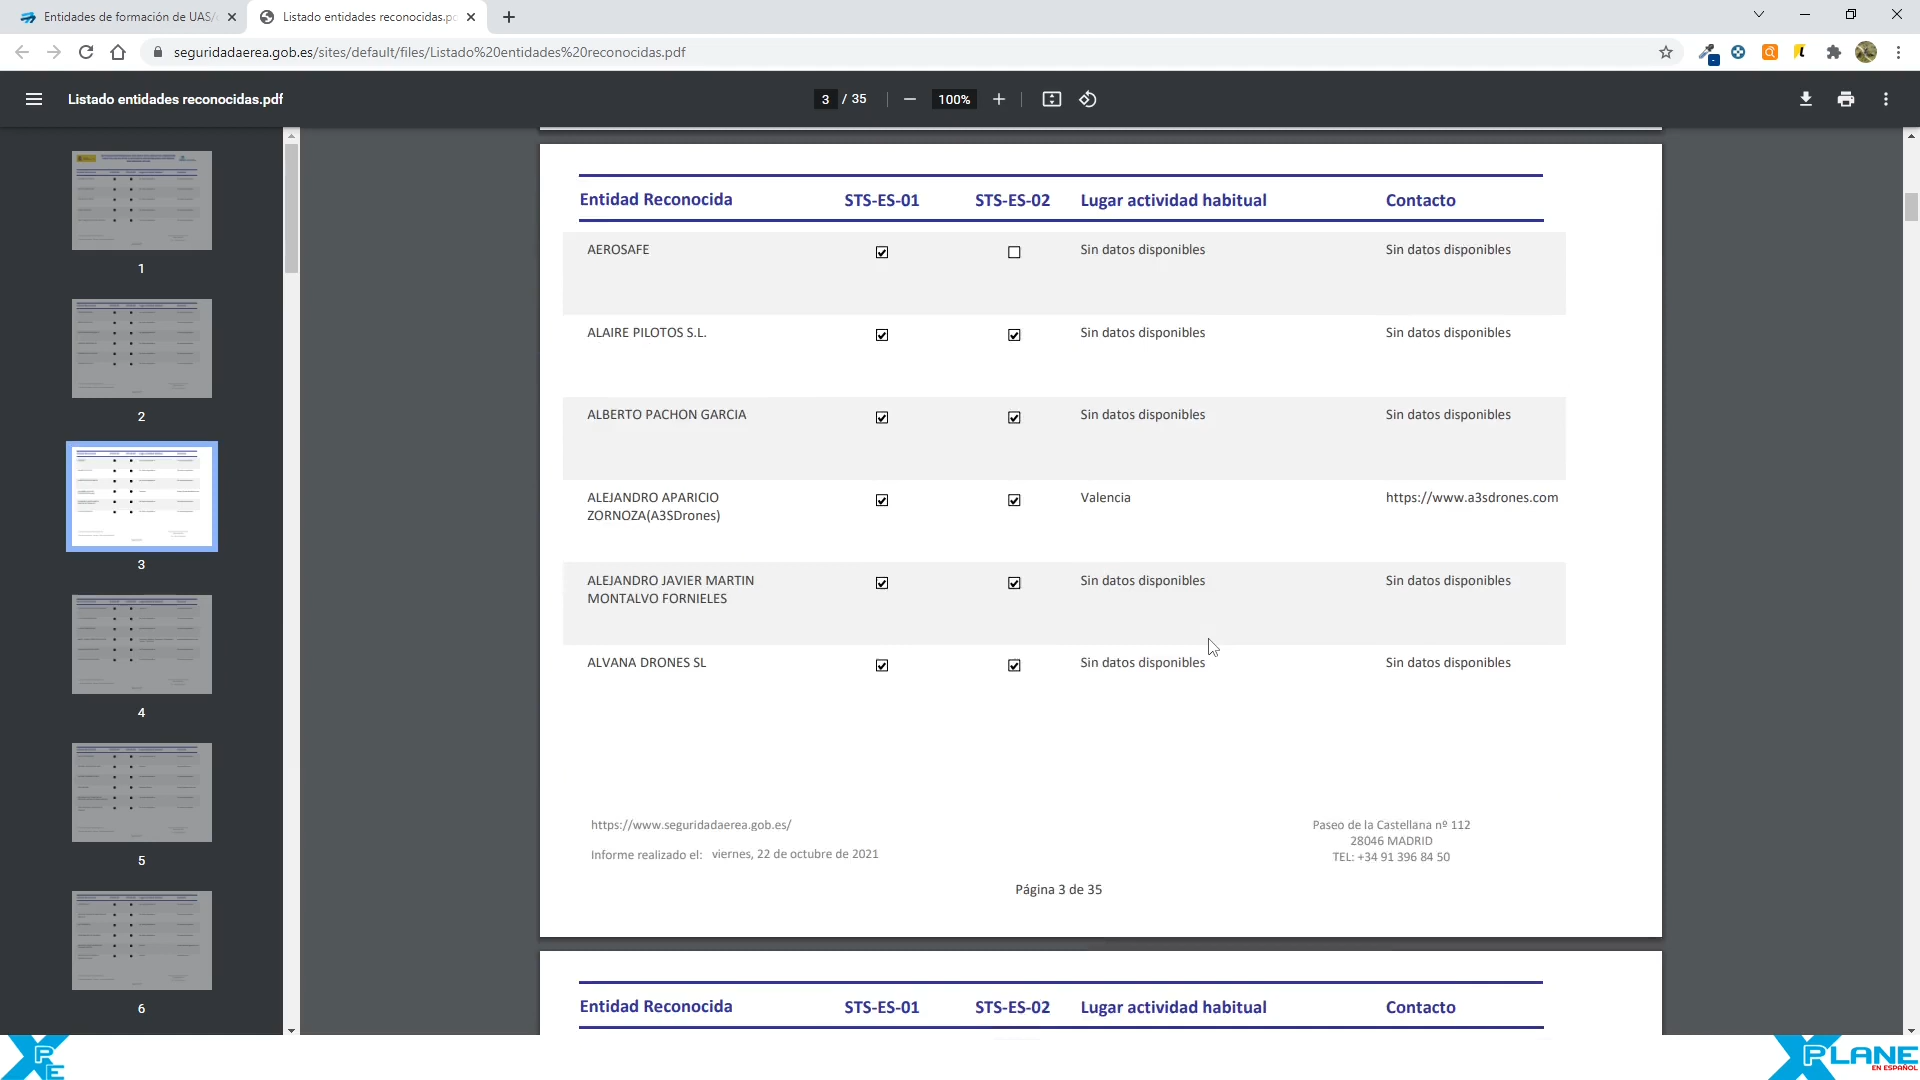 Entidades de formación de UAS/
Listado entidades reconocidas.pd
seguridadaerea.gob.es/sites/default/files/Listado%20entidades%20reconocidas.pdf
Listado entidades reconocidas.pdf
3 / 35
100%
Entidad Reconocida STS-ES-01 STS-ES-02 Lugar actividad habitual Contacto
AEROSAFE Sin datos disponibles Sin datos disponibles
ALAIRE PILOTOS S.L. Sin datos disponibles Sin datos disponibles
ALBERTO PACHON GARCIA Sin datos disponibles Sin datos disponibles
ALEJANDRO APARICIO Valencia https://www.a3sdrones.com
ZORNOZA(A3SDrones)
ALEJANDRO JAVIER MARTIN Sin datos disponibles Sin datos disponibles
MONTALVO FORNIELES
ALVANA DRONES SL Sin datos disponibles Sin datos disponibles
https://www.seguridadaerea.gob.es/ Paseo de la Castellana nº 112
28046 MADRID
Informe realizado el: viernes, 22 de octubre de 2021 TEL: +34 91 396 84 50
Página 3 de 35
Entidad Reconocida STS-ES-01 STS-ES-02 Lugar actividad habitual Contacto
1
2
3
4
5
6
XPE
XPLANE
EN ESPAÑOL